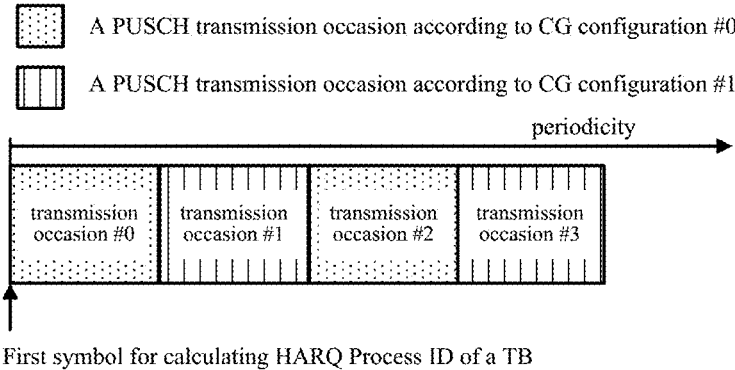 A PUSCH transmission occasion according to CG configuration #0
A PUSCH transmission occasion according to CG configuration #1
periodicity
transmission occasion #0
transmission occasion #1
transmission occasion #2
transmission occasion #3
First symbol for calculating HARQ Process ID of a TB